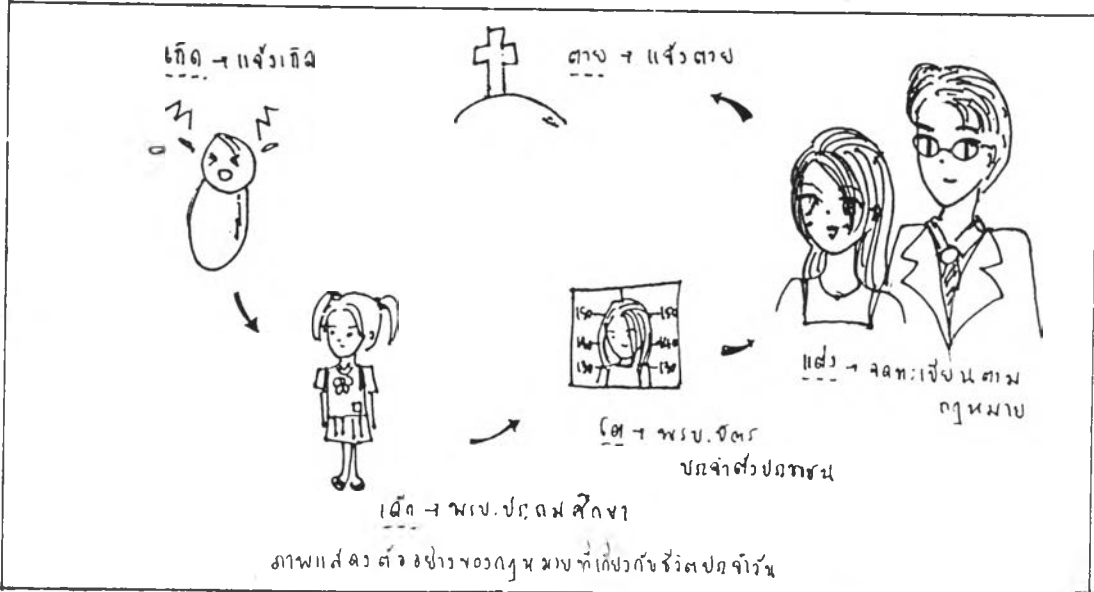 เกิด → แจ้งเกิด
ตาย → แจ้งตาย
150 150
140 140
130 130
แต่ง → จดทะเบียนตาม
กฎหมาย
โต → พรบ.บัตร
ประจำตัวประชาชน
เด็ก → พรบ.ประถมศึกษา
ภาพแสดงตัวอย่างของกฎหมายที่เกี่ยวกับชีวิตประจำวัน